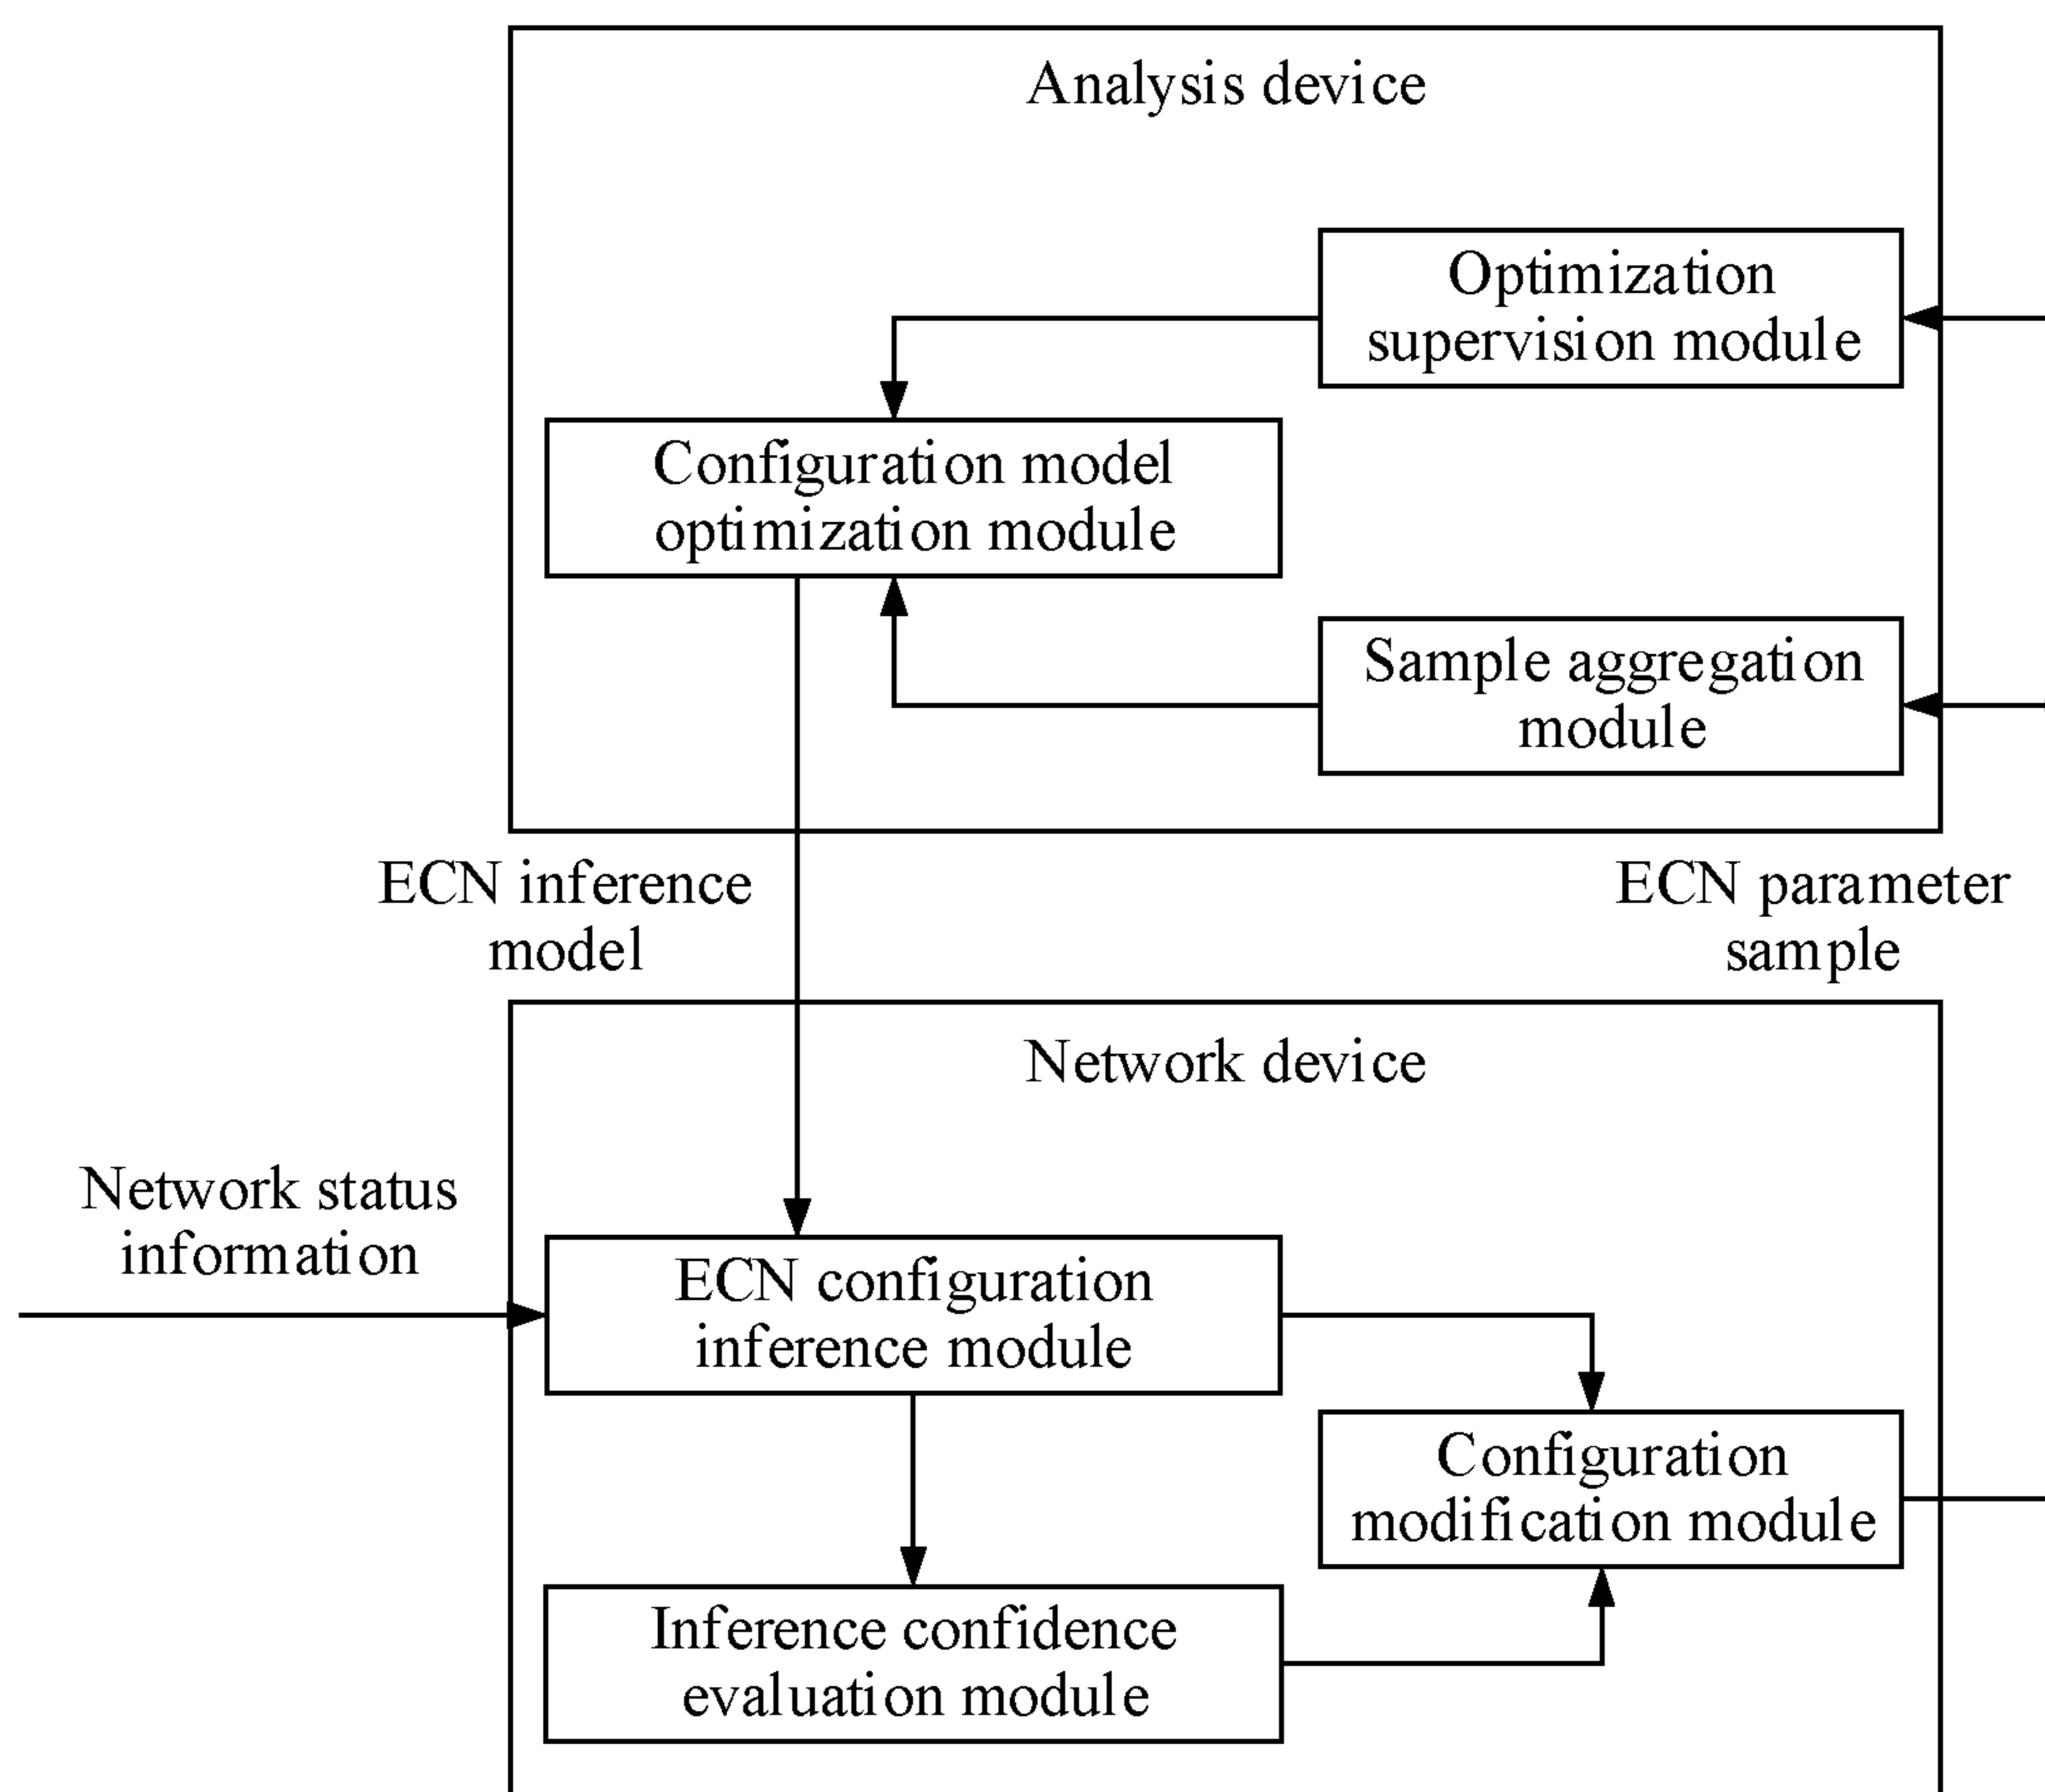 Analysis device
Optimization
supervision module
Configuration model
optimization module
Sample aggregation
module
ECN inference
model
ECN parameter
sample
Network device
Network status
information
ECN configuration
inference module
Configuration
modification module
Inference confidence
evaluation module